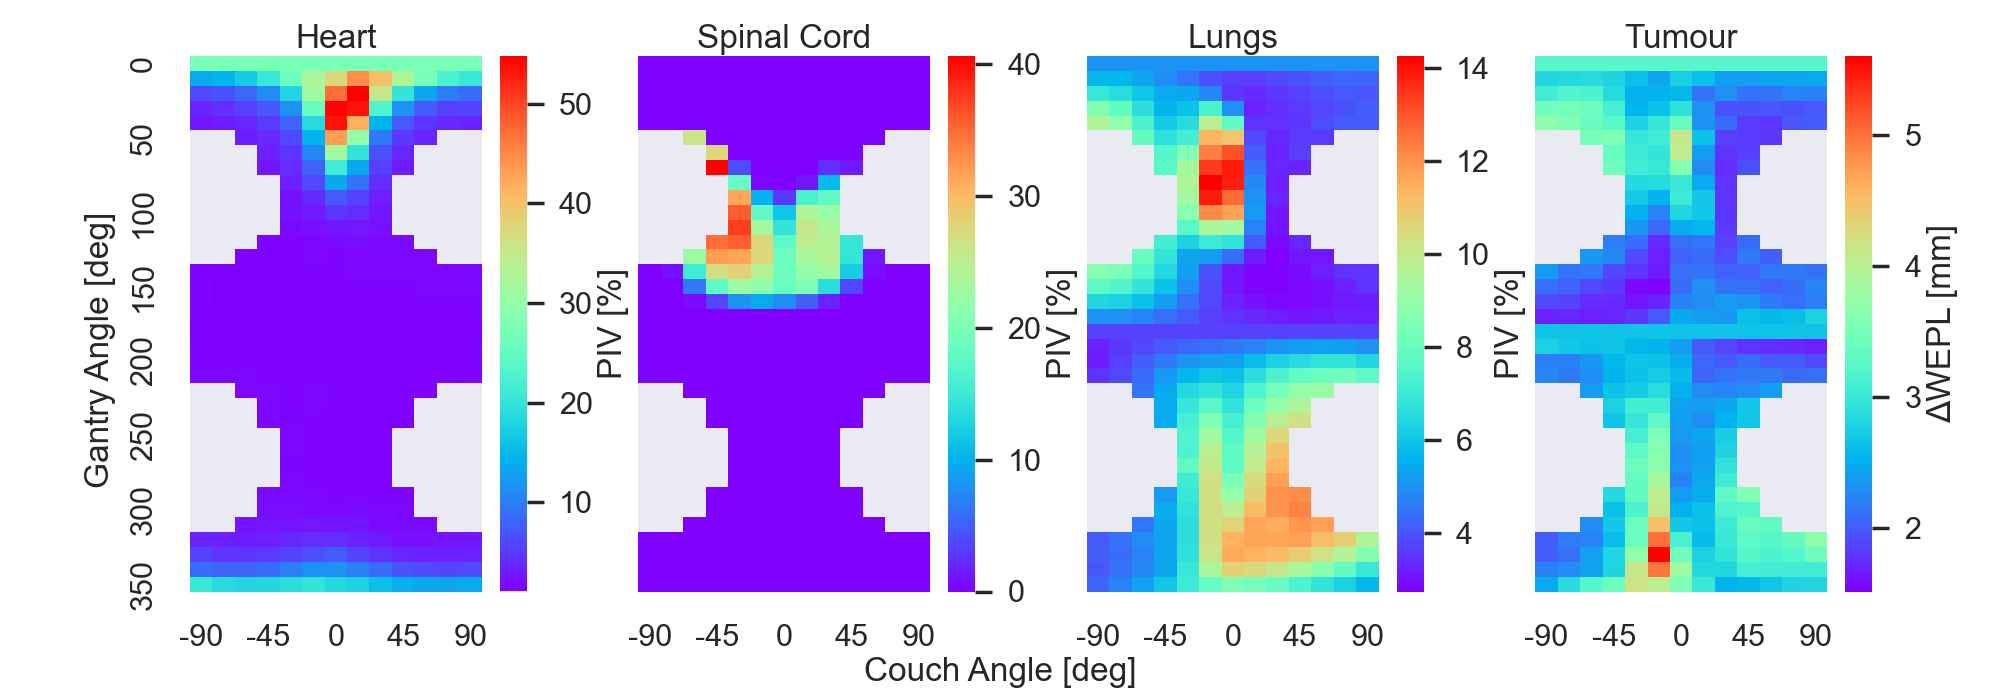 Heart
Spinal Cord
Lungs
Tumour
Gantry Angle [deg]
0
50
100
150
200
250
300
350
-90 -45 0 45 90
50
40
30
20
10
PIV [%]
-90 -45 0 45 90
40
30
20
10
0
PIV [%]
-90 -45 0 45 90
14
12
10
8
6
4
PIV [%]
-90 -45 0 45 90
5
4
3
2
ΔWEPL [mm]
Couch Angle [deg]